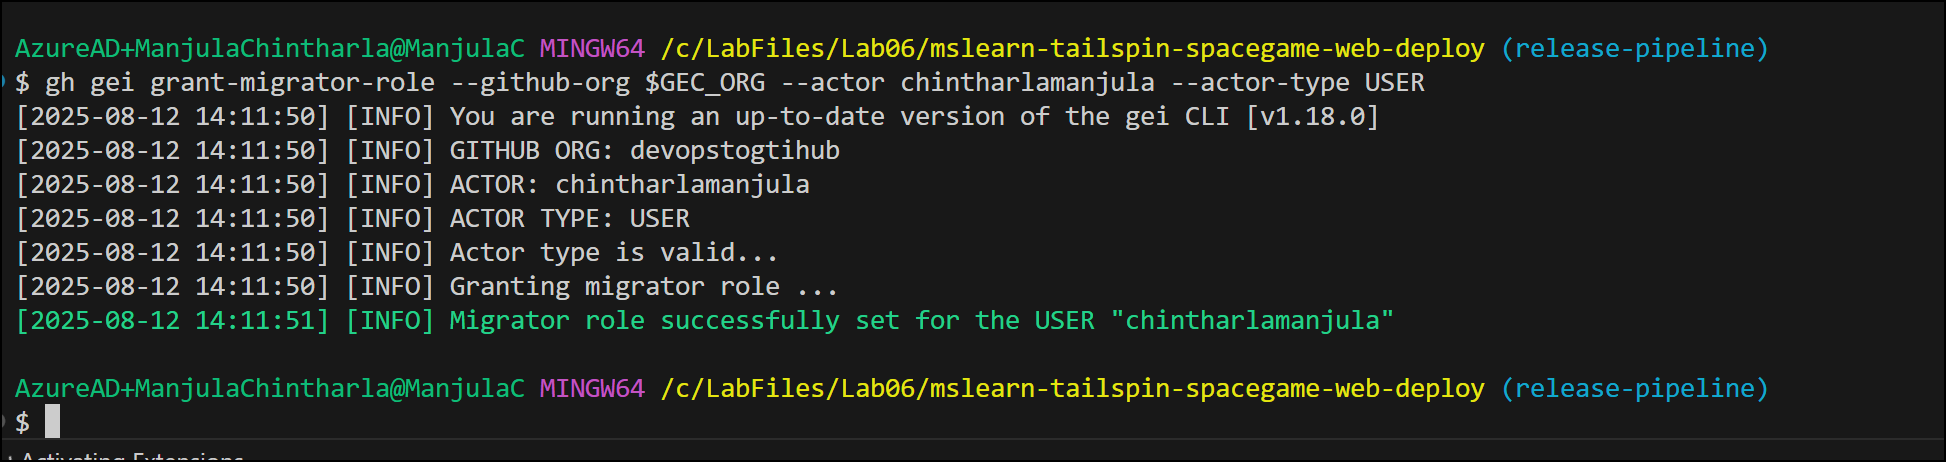 AzureAD+ManjulaChintharla@ManjulaC MINGW64 /c/LabFiles/Lab06/mslearn-tailspin-spacegame-web-deploy (release-pipeline)
$ gh gei grant-migrator-role --github-org $GEC_ORG --actor chintharlamanjula --actor-type USER
[2025-08-12 14:11:50] [INFO] You are running an up-to-date version of the gei CLI [v1.18.0]
[2025-08-12 14:11:50] [INFO] GITHUB ORG: devopstogtihub
[2025-08-12 14:11:50] [INFO] ACTOR: chintharlamanjula
[2025-08-12 14:11:50] [INFO] ACTOR TYPE: USER
[2025-08-12 14:11:50] [INFO] Actor type is valid...
[2025-08-12 14:11:50] [INFO] Granting migrator role ...
[2025-08-12 14:11:51] [INFO] Migrator role successfully set for the USER "chintharlamanjula"
AzureAD+ManjulaChintharla@ManjulaC MINGW64 /c/LabFiles/Lab06/mslearn-tailspin-spacegame-web-deploy (release-pipeline)
$
Activating Extensions